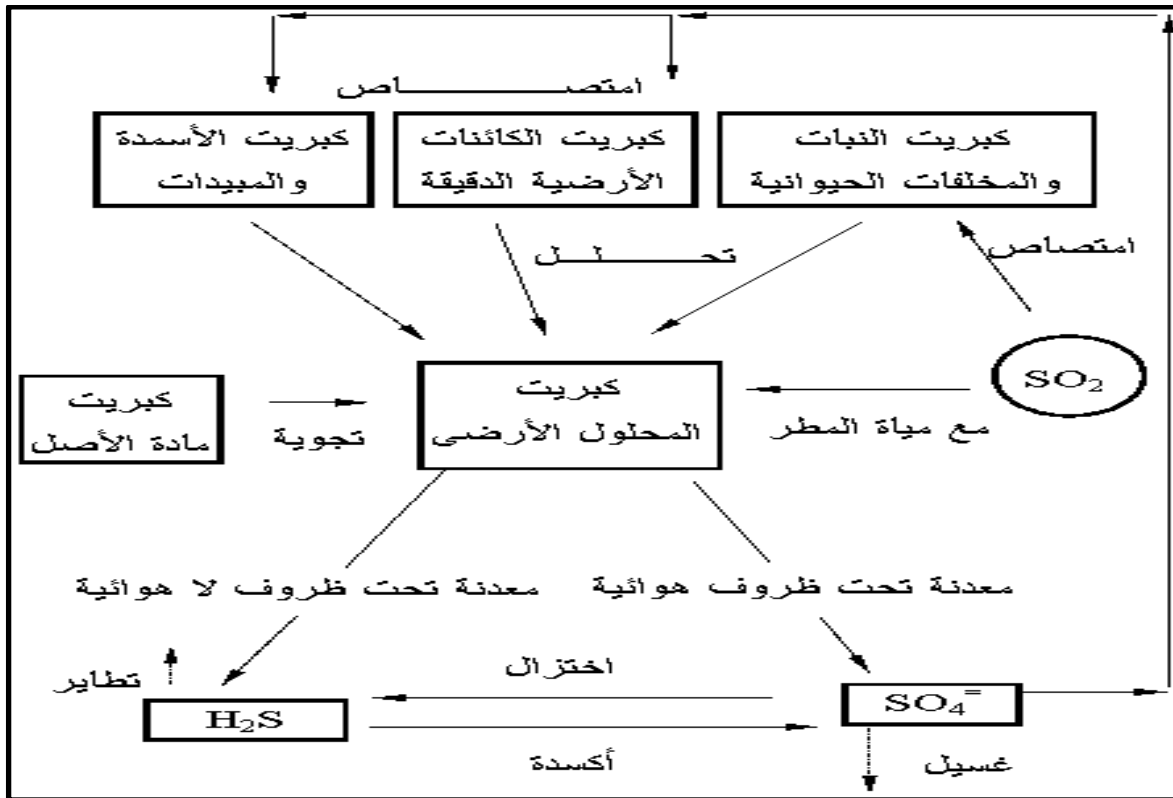 امتصاص
كبريت الأسمدة
والمبيدات
كبريت الكائنات
الأرضية الدقيقة
كبريت النبات
والمخلفات الحيوانية
امتصاص
تحلل
SO₂
كبريت
المحلول الأرضى
كبريت
مادة الأصل
تجوية
مع مياة المطر
معدنة تحت ظروف هوائية
معدنة تحت ظروف لا هوائية
تطاير
اختزال
H₂S
SO₄⁼
أكسدة
غسيل